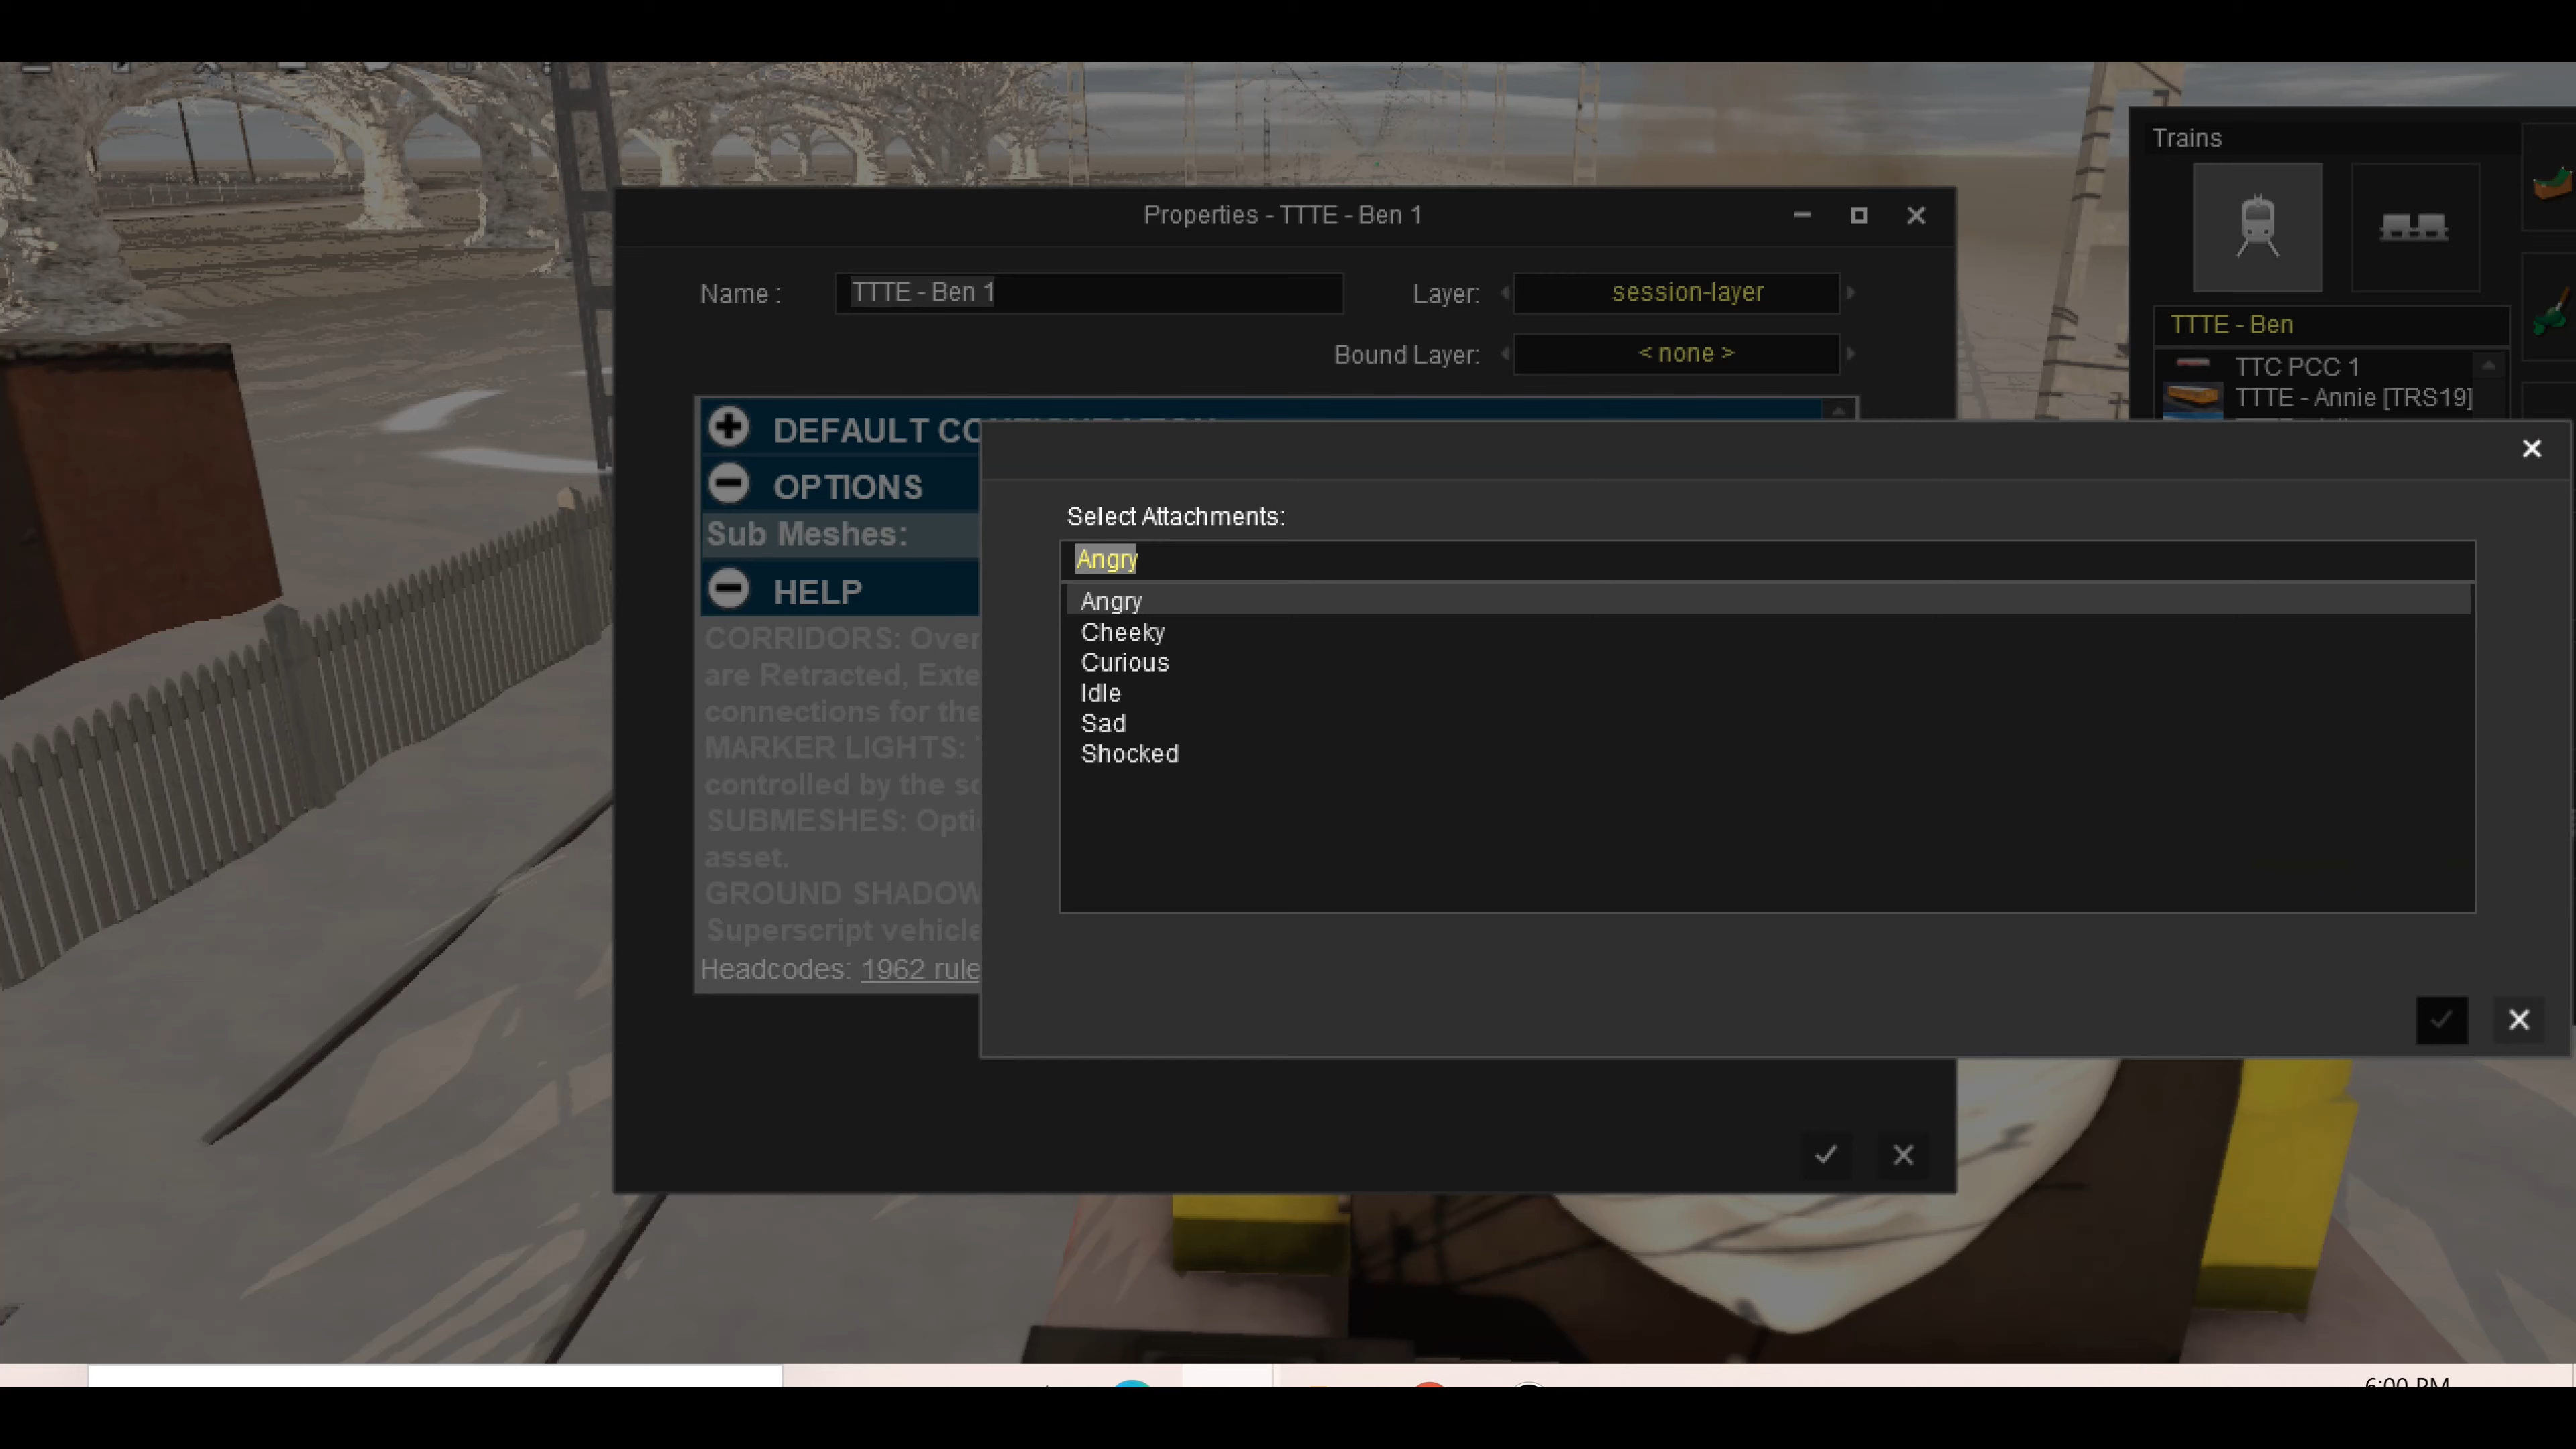 Trains
Properties - TTTE - Ben 1
Name :
TTTE - Ben 1
Layer:
session-layer
Bound Layer:
< none >
TTTE - Ben
TTC PCC 1
TTTE - Annie [TRS19]
DEFAULT CO
OPTIONS
Sub Meshes:
HELP
CORRIDORS: Over
are Retracted, Exte
connections for the
MARKER LIGHTS:
controlled by the sc
SUBMESHES: Opti
asset.
GROUND SHADOW
Superscript vehicle
Headcodes: 1962 rule
Select Attachments:
Angry
Angry
Cheeky
Curious
Idle
Sad
Shocked
6:00 PM